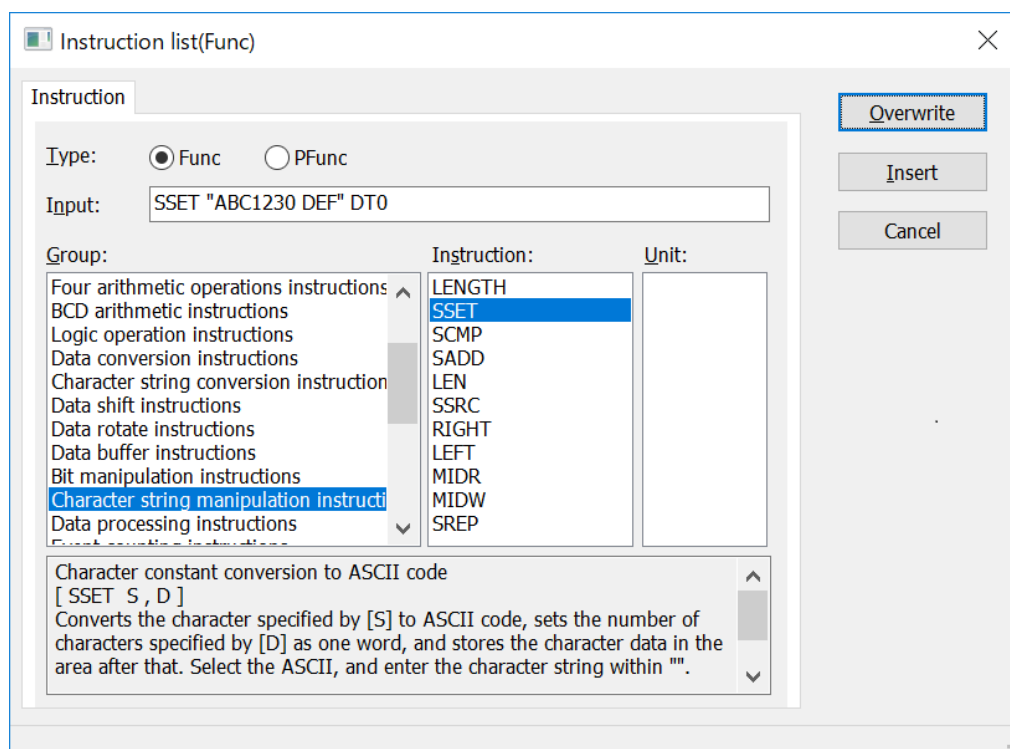 Instruction list(Func)
Instruction
Overwrite
Type:
Func
PFunc
Insert
Input:
SSET "ABC1230 DEF" DT0
Cancel
Group:
Instruction:
Unit:
Four arithmetic operations instructions
BCD arithmetic instructions
Logic operation instructions
Data conversion instructions
Character string conversion instruction
Data shift instructions
Data rotate instructions
Data buffer instructions
Bit manipulation instructions
Character string manipulation instructi
Data processing instructions
Event counting instructions
LENGTH
SSET
SCMP
SADD
LEN
SSRC
RIGHT
LEFT
MIDR
MIDW
SREP
Character constant conversion to ASCII code
[ SSET S , D ]
Converts the character specified by [S] to ASCII code, sets the number of
characters specified by [D] as one word, and stores the character data in the
area after that. Select the ASCII, and enter the character string within "".